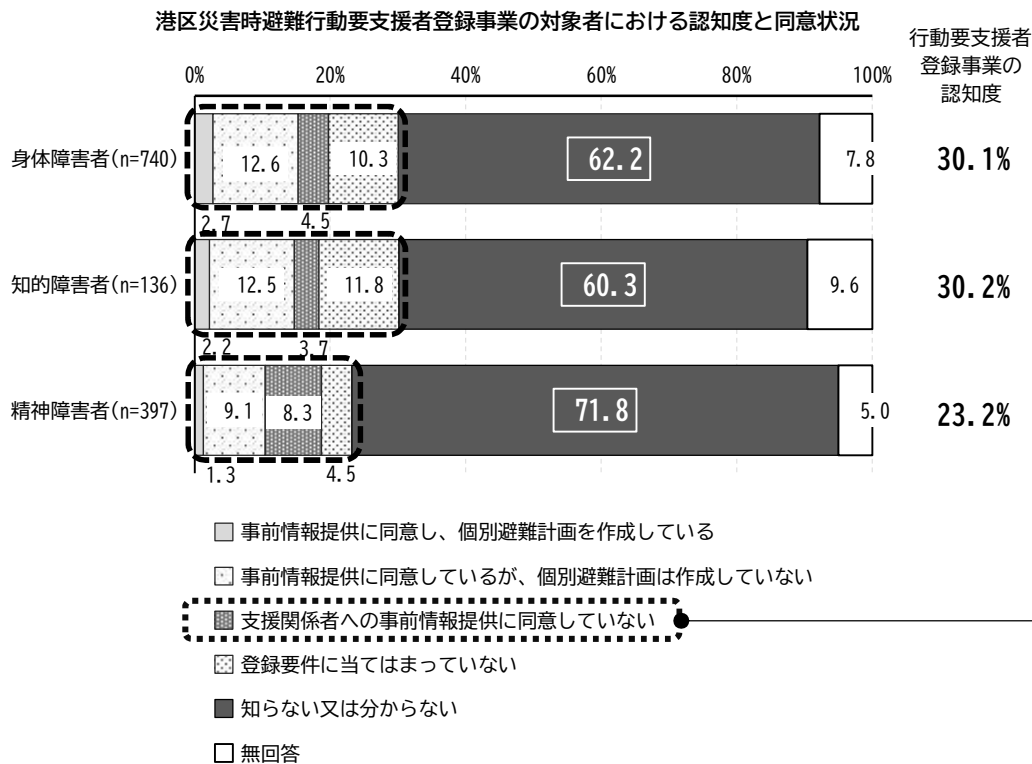 港区災害時避難行動要支援者登録事業の対象者における認知度と同意状況
行動要支援者
登録事業の
認知度
0% 20% 40% 60% 80% 100%
身体障害者(n=740) 12.6 10.3 62.2 7.8 30.1%
2.7 4.5
知的障害者(n=136) 12.5 11.8 60.3 9.6 30.2%
2.2 3.7
精神障害者(n=397) 9.1 8.3 71.8 5.0 23.2%
1.3 4.5
事前情報提供に同意し、個別避難計画を作成している
事前情報提供に同意しているが、個別避難計画は作成していない
支援関係者への事前情報提供に同意していない
登録要件に当てはまっていない
知らない又は分からない
無回答